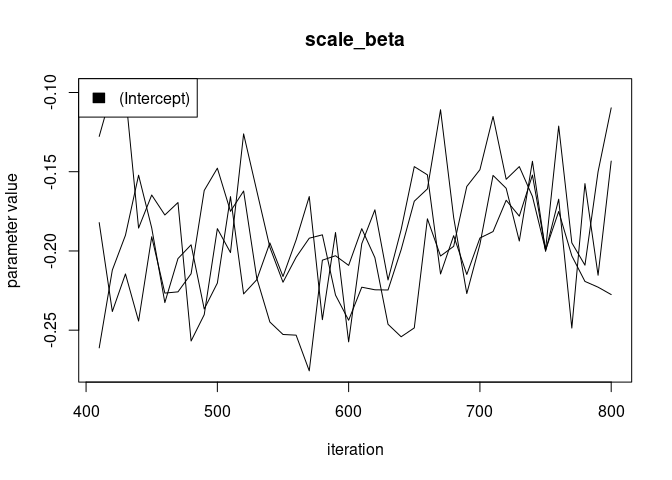 scale_beta
(Intercept)
-0.10
-0.15
-0.20
-0.25
parameter value
400 500 600 700 800
iteration